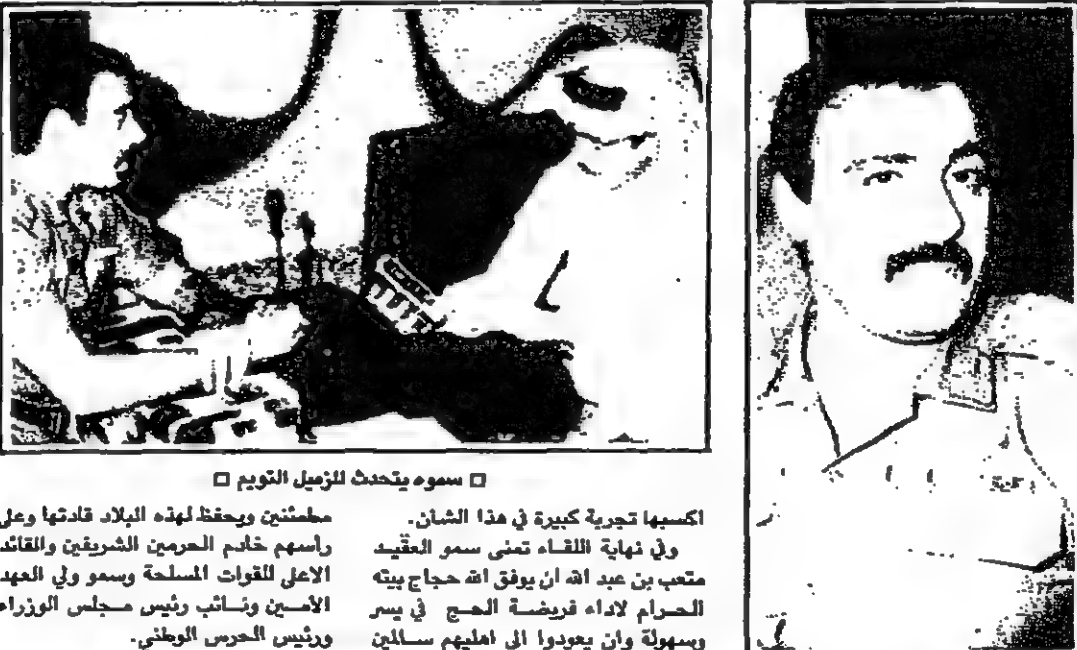 □ سموه يتحدث للزميل التويم □
اكسبها تجربة كبيرة في هذا الشان.
وفي نهاية اللقاء تمنى سمو العقيد
متعب بن عبد الله ان يوفق الله حجاج بيته
الحرام لاداء فريضة الحج في يسر
وسهولة وان يعودوا الى اهليهم سالمين
مطمئنين ويحفظ لهذه البلاد قادتها وعلى
راسهم خادم الحرمين الشريفين والقائد
الاعلى للقوات المسلحة وسمو ولي العهد
الأمين ونائب رئيس مجلس الوزراء
ورئيس الحرس الوطني.